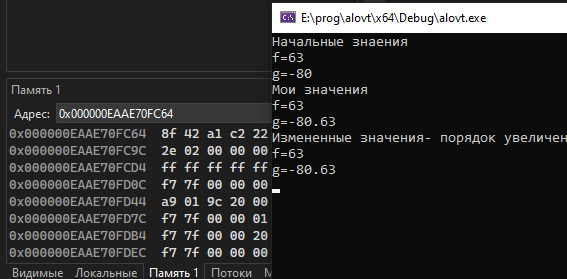 E:\prog\alovt\x64\Debug\alovt.exe
Начальные знаения
f=63
g=-80
Мои значения
f=63
g=-80.63
Измененные значения- порядок увеличен
f=63
g=-80.63
Память 1
Адрес: 0x000000EAAE70FC64
0x000000EAAE70FC64 8f 42 a1 c2 22
0x000000EAAE70FC9C 2e 02 00 00 00
0x000000EAAE70FCD4 ff ff ff ff ff
0x000000EAAE70FD0C f7 7f 00 00 00
0x000000EAAE70FD44 a9 01 9c 20 00
0x000000EAAE70FD7C f7 7f 00 00 01
0x000000EAAE70FDB4 f7 7f 00 00 20
0x000000EAAE70FDEC f7 7f 00 00 00
Видимые Локальные Память 1 Потоки